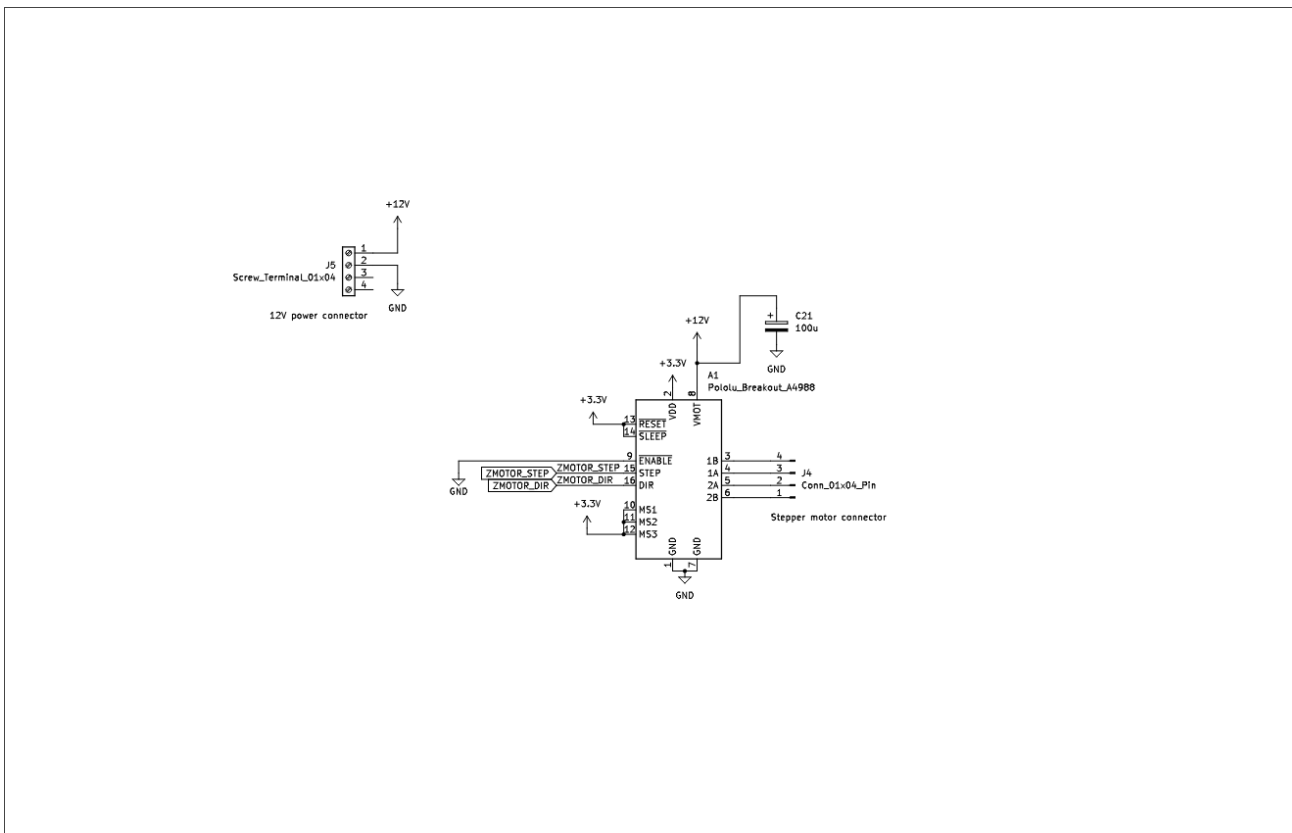 +12V
1
J5
2
Screw_Terminal_01x04
3
4
GND
12V power connector
+12V
+
C21
100u
GND
+3.3V
A1
Pololu_Breakout_A4988
2
8
VDD
VMOT
+3.3V
13
RESET
14
SLEEP
9
ENABLE
ZMOTOR_STEP
ZMOTOR_STEP
15
STEP
ZMOTOR_DIR
ZMOTOR_DIR
16
DIR
GND
+3.3V
10
MS1
11
MS2
12
MS3
1B
3
4
1A
4
3
J4
2A
5
2
Conn_01x04_Pin
2B
6
1
Stepper motor connector
GND
GND
1
7
GND